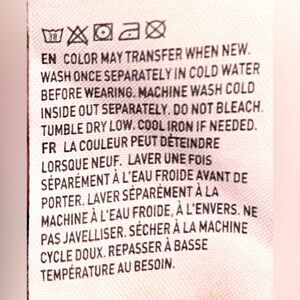 EN COLOR MAY TRANSFER WHEN NEW.
WASH ONCE SEPARATELY IN COLD WATER
BEFORE WEARING. MACHINE WASH COLD
INSIDE OUT SEPARATELY. DO NOT BLEACH.
TUMBLE DRY LOW. COOL IRON IF NEEDED.
FR LA COULEUR PEUT DÉTEINDRE
LORSQUE NEUF. LAVER UNE FOIS
SÉPARÉMENT À L'EAU FROIDE AVANT DE
PORTER. LAVER SÉPARÉMENT À LA
MACHINE À L'EAU FROIDE, À L'ENVERS. NE
PAS JAVELLISER. SÉCHER À LA MACHINE
CYCLE DOUX. REPASSER À BASSE
TEMPÉRATURE AU BESOIN.